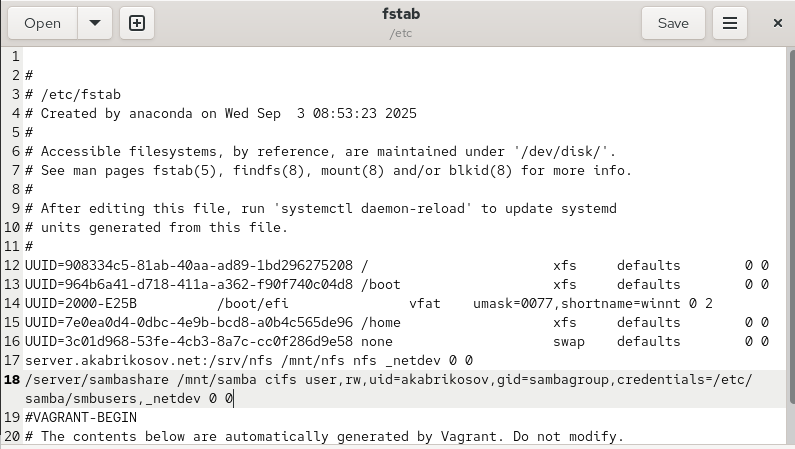 Open
fstab
/etc
Save
1
2 #
3 # /etc/fstab
4 # Created by anaconda on Wed Sep  3 08:53:23 2025
5 #
6 # Accessible filesystems, by reference, are maintained under '/dev/disk/'.
7 # See man pages fstab(5), findfs(8), mount(8) and/or blkid(8) for more info.
8 #
9 # After editing this file, run 'systemctl daemon-reload' to update systemd
10 # units generated from this file.
11 #
12 UUID=908334c5-81ab-40aa-ad89-1bd296275208 /                       xfs     defaults        0 0
13 UUID=964b6a41-d718-411a-a362-f90f740c04d8 /boot                   xfs     defaults        0 0
14 UUID=2000-E25B          /boot/efi               vfat    umask=0077,shortname=winnt 0 2
15 UUID=7e0ea0d4-0dbc-4e9b-bcd8-a0b4c565de96 /home                   xfs     defaults        0 0
16 UUID=3c01d968-53fe-4cb3-8a7c-cc0f286d9e58 none                    swap    defaults        0 0
17 server.akabrikosov.net:/srv/nfs /mnt/nfs nfs _netdev 0 0
18 /server/sambashare /mnt/samba cifs user,rw,uid=akabrikosov,gid=sambagroup,credentials=/etc/
samba/smbusers,_netdev 0 0
19 #VAGRANT-BEGIN
20 # The contents below are automatically generated by Vagrant. Do not modify.